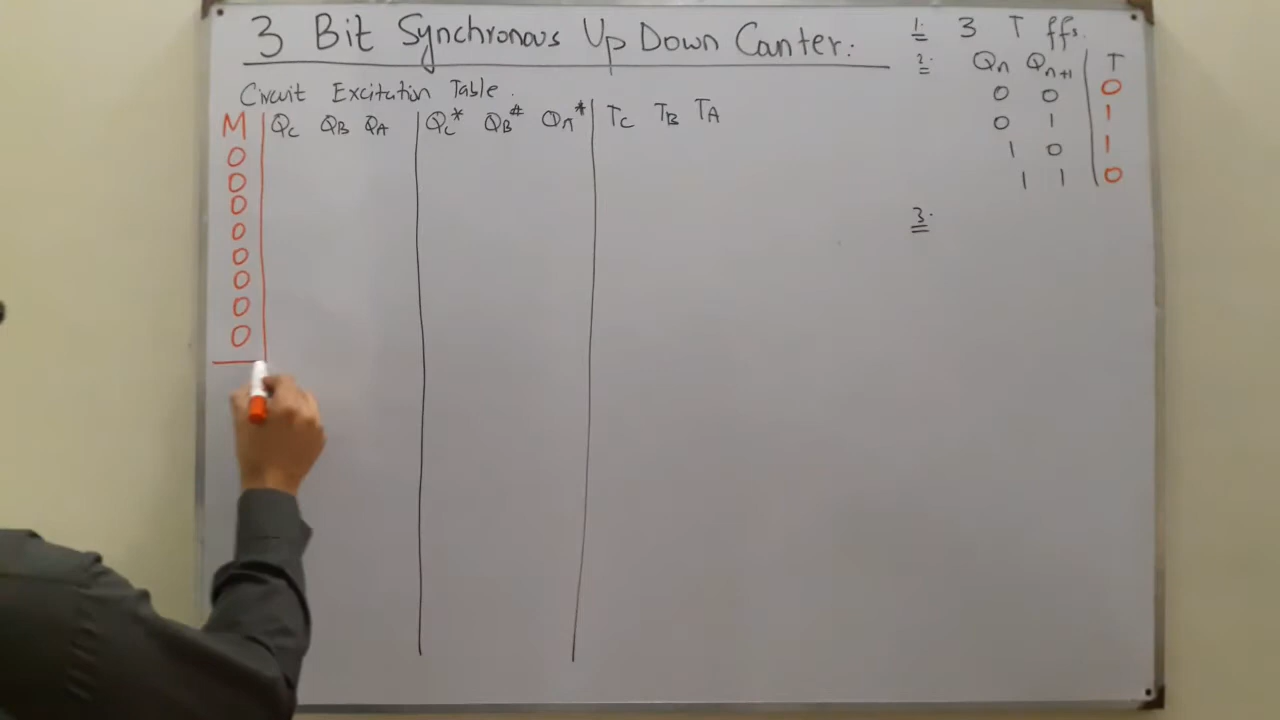 3 Bit Synchronous Up Down Canter:
Circuit Excitation Table.
M QC QB QA QC* QB* QA* TC TB TA
0
0
0
0
0
0
0
0
1. 3 T ffs.
2. Qn Qn+1 T
0 0 0
0 1 1
1 0 1
1 1 0
3.